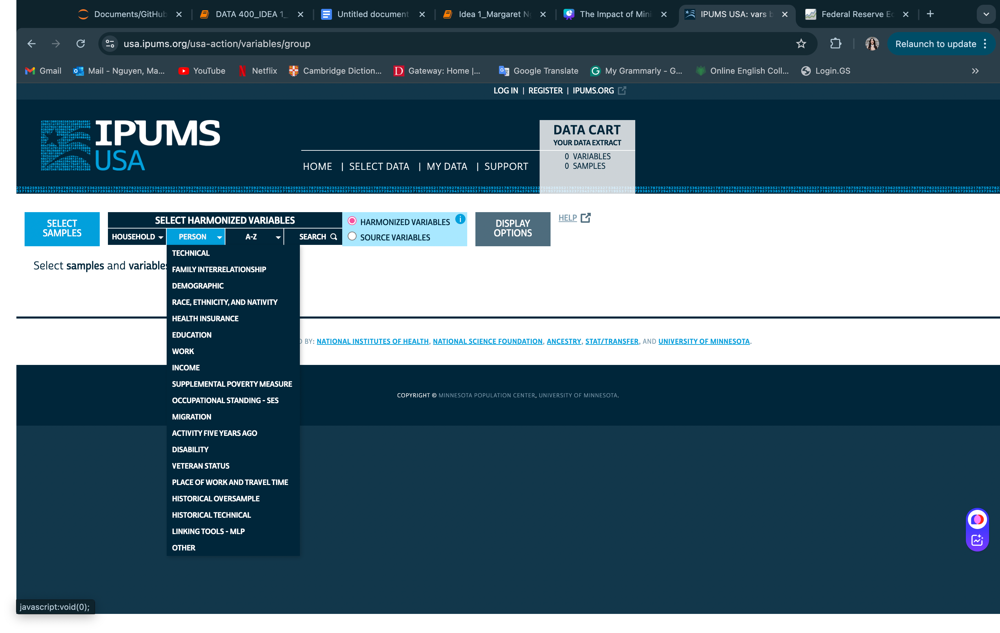 Documents/GitHub
DATA 400_IDEA 1_
Untitled document
Idea 1_Margaret Ng
The Impact of Mini
IPUMS USA: vars b
Federal Reserve Ec
usa.ipums.org/usa-action/variables/group
Relaunch to update
Gmail
Mail - Nguyen, Ma...
YouTube
Netflix
Cambridge Diction...
Gateway: Home |...
Google Translate
My Grammarly - G...
Online English Coll...
Login.GS
LOG IN | REGISTER | IPUMS.ORG
IPUMS
USA
HOME | SELECT DATA | MY DATA | SUPPORT
DATA CART
YOUR DATA EXTRACT
0 VARIABLES
0 SAMPLES
SELECT
SAMPLES
SELECT HARMONIZED VARIABLES
HOUSEHOLD
PERSON
A-Z
SEARCH
HARMONIZED VARIABLES
SOURCE VARIABLES
DISPLAY
OPTIONS
HELP
Select samples and variables
TECHNICAL
FAMILY INTERRELATIONSHIP
DEMOGRAPHIC
RACE, ETHNICITY, AND NATIVITY
HEALTH INSURANCE
EDUCATION
WORK
INCOME
SUPPLEMENTAL POVERTY MEASURE
OCCUPATIONAL STANDING - SES
MIGRATION
ACTIVITY FIVE YEARS AGO
DISABILITY
VETERAN STATUS
PLACE OF WORK AND TRAVEL TIME
HISTORICAL OVERSAMPLE
HISTORICAL TECHNICAL
LINKING TOOLS - MLP
OTHER
D BY: NATIONAL INSTITUTES OF HEALTH, NATIONAL SCIENCE FOUNDATION, ANCESTRY, STAT/TRANSFER, AND UNIVERSITY OF MINNESOTA.
COPYRIGHT © MINNESOTA POPULATION CENTER, UNIVERSITY OF MINNESOTA.
javascript:void(0);